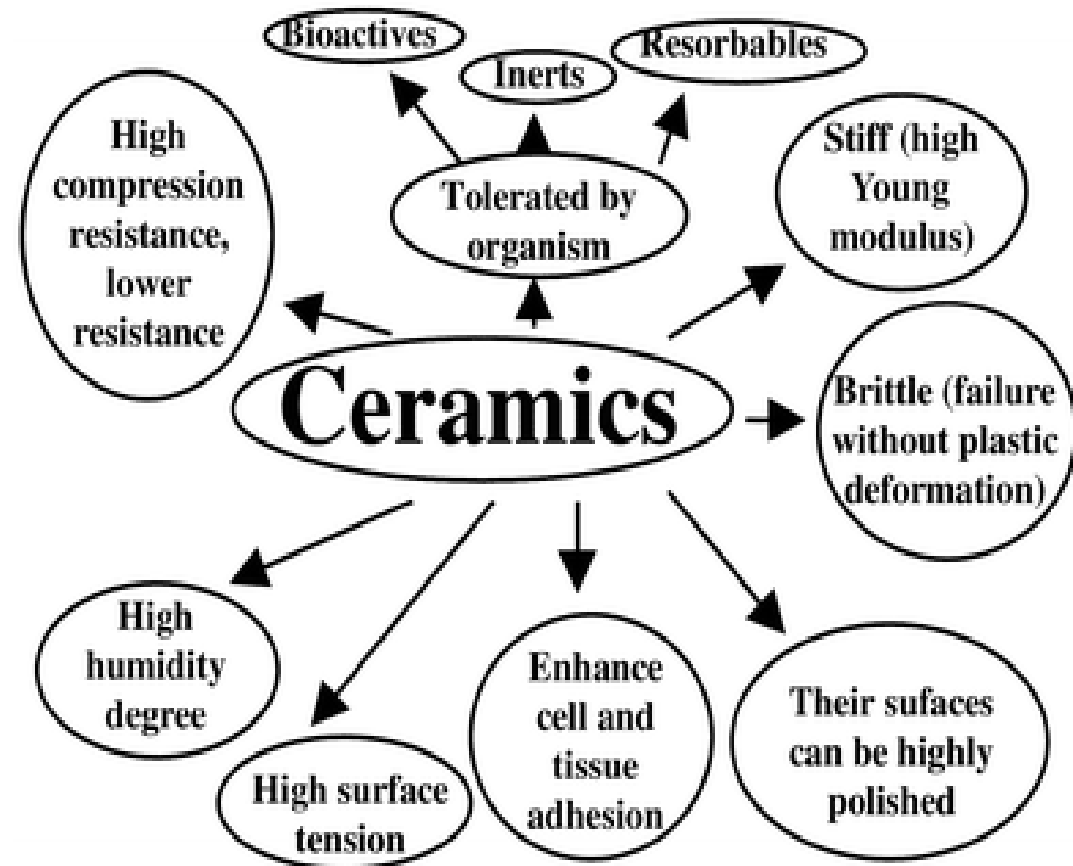 Bioactives
Inerts
Resorbables
High
compression
resistance,
lower
resistance
Tolerated by
organism
Stiff (high
Young
modulus)
Ceramics
Brittle (failure
without plastic
deformation)
High
humidity
degree
High surface
tension
Enhance
cell and
tissue
adhesion
Their sufaces
can be highly
polished